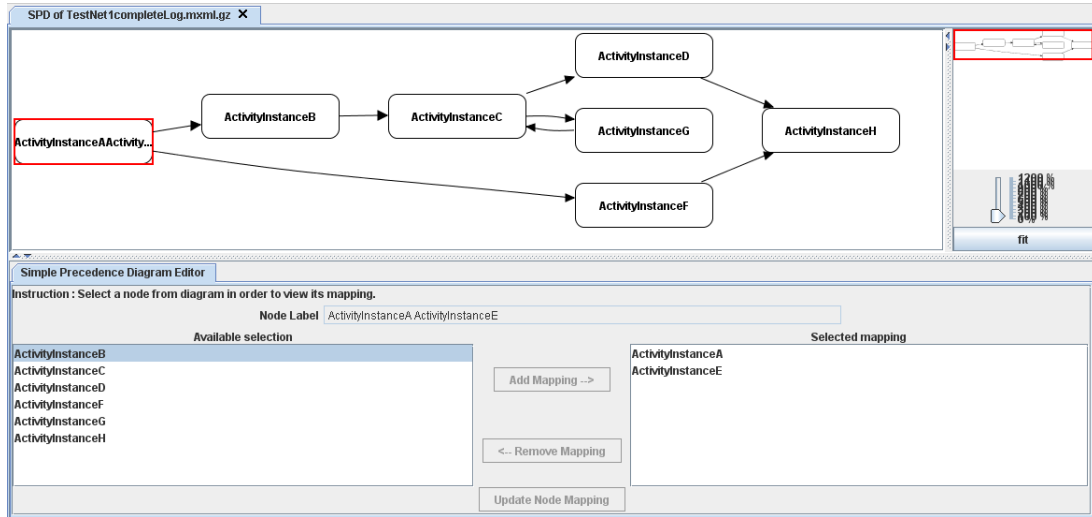 SPD of TestNet1completeLog.mxml.gz X
ActivityInstanceD
ActivityInstanceB
ActivityInstanceC
ActivityInstanceG
ActivityInstanceH
ActivityInstanceAActivity...
ActivityInstanceF
fit
Simple Precedence Diagram Editor
Instruction : Select a node from diagram in order to view its mapping.
Node Label ActivityInstanceA ActivityInstanceE
Available selection
Selected mapping
ActivityInstanceB
ActivityInstanceC
ActivityInstanceD
ActivityInstanceF
ActivityInstanceG
ActivityInstanceH
Add Mapping -->
<-- Remove Mapping
Update Node Mapping
ActivityInstanceA
ActivityInstanceE